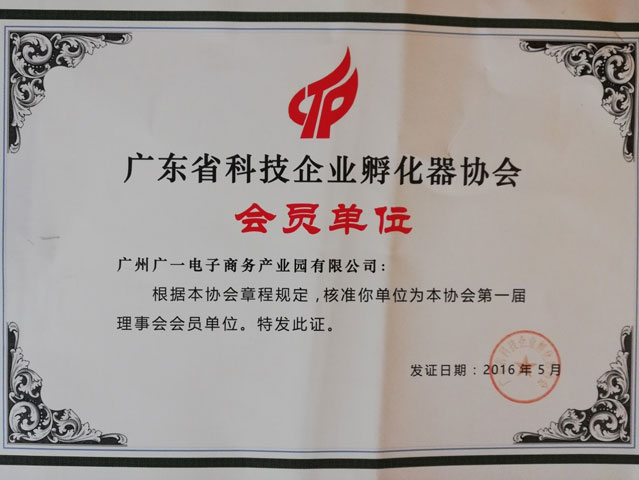 CTP
广东省科技企业孵化器协会
会员单位
广州广一电子商务产业园有限公司：
根据本协会章程规定，核准你单位为本协会第一届
理事会会员单位。特发此证。
发证日期：2016年5月